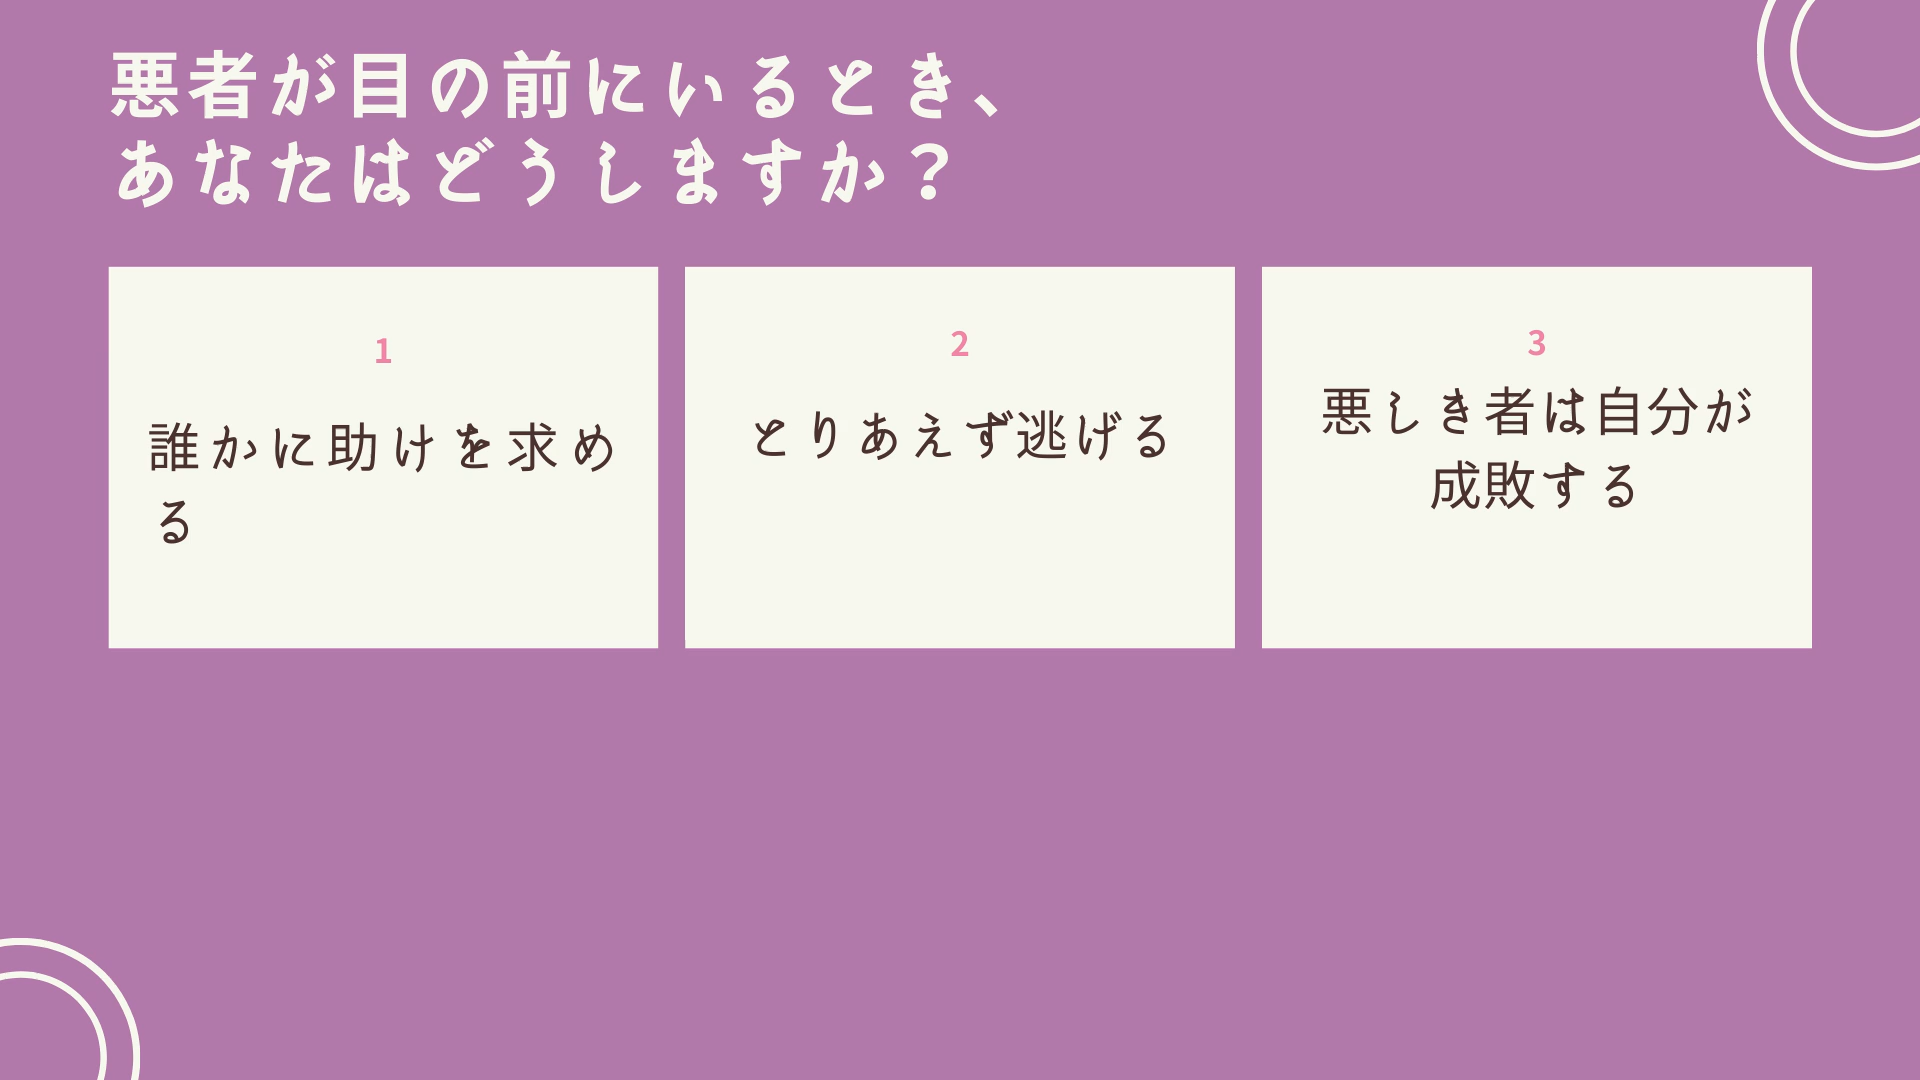 悪者が目の前にいるとき、
あなたはどうしますか？
1
誰かに助けを求め
る
2
とりあえず逃げる
3
悪しき者は自分が
成敗する